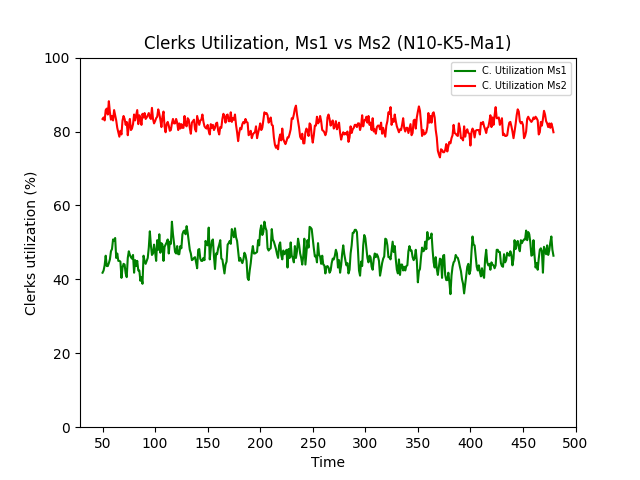 Clerks Utilization, Ms1 vs Ms2 (N10-K5-Ma1)
C. Utilization Ms1
C. Utilization Ms2
Clerks utilization (%)
100
80
60
40
20
0
50 100 150 200 250 300 350 400 450 500
Time